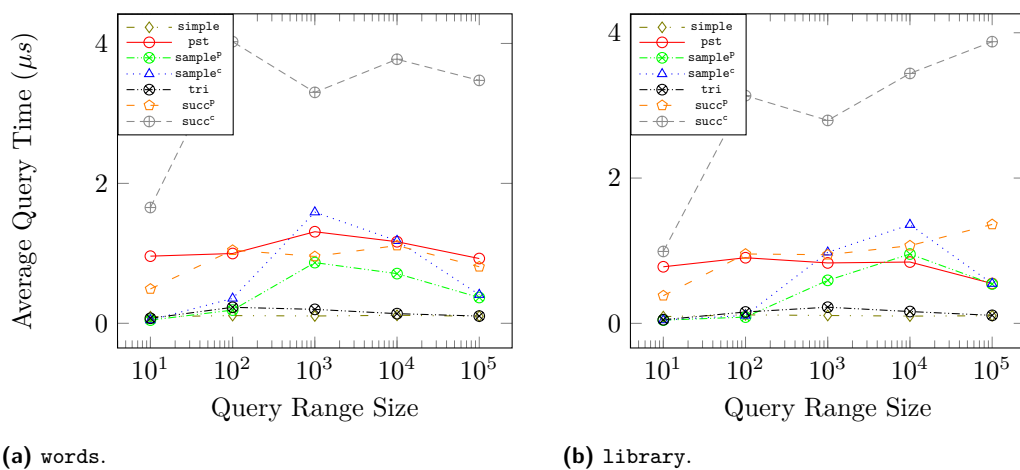 simple
pst
sampleᵖ
sampleᶜ
tri
succᵖ
succᶜ
4
2
0
Average Query Time (μs)
10¹ 10² 10³ 10⁴ 10⁵
Query Range Size
(a) words.
simple
pst
sampleᵖ
sampleᶜ
tri
succᵖ
succᶜ
4
2
0
10¹ 10² 10³ 10⁴ 10⁵
Query Range Size
(b) library.